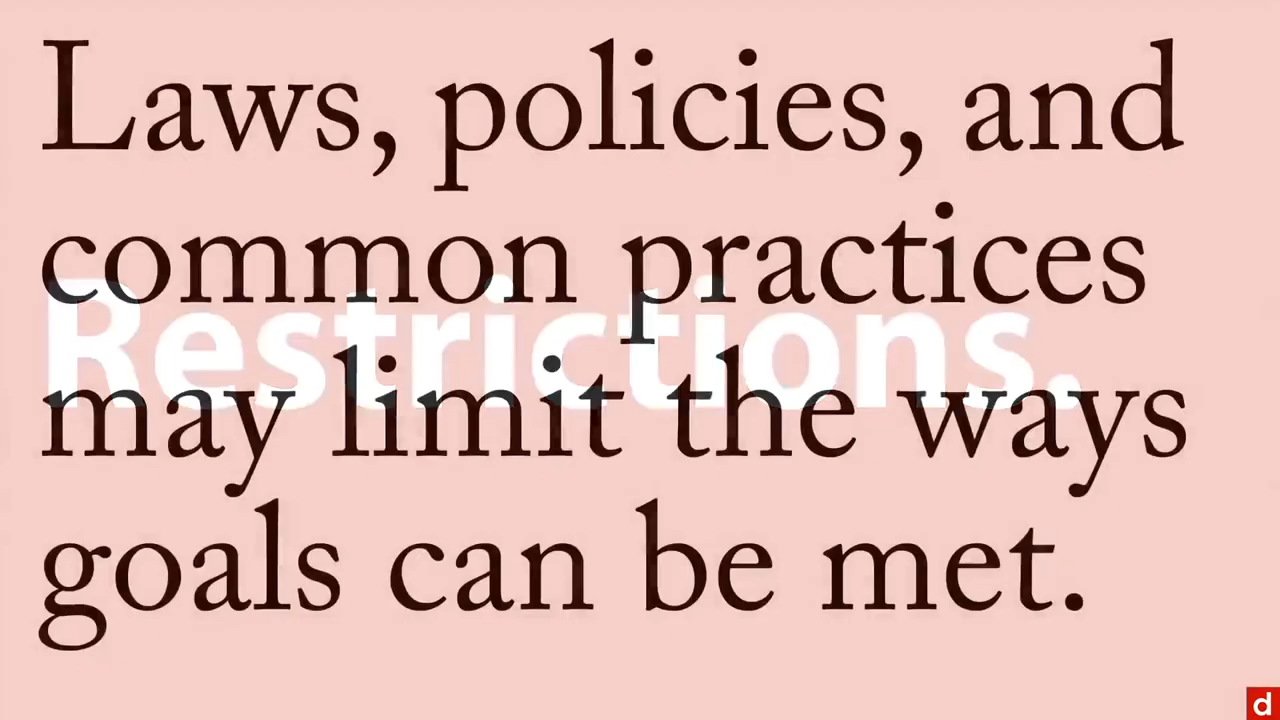 Laws, policies, and
common practices
Restrictions.
may limit the ways
goals can be met.
d